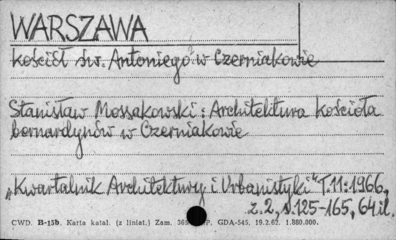 WARSZAWA
Kościół św. Antoniego w Czerniakowie
Stanisław Mossakowski: Architektura kościoła
bernardynów w Czerniakowie
„Kwartalnik Architektury i Urbanistyki" T.11:1966,
z.2, s.125-165, 64 il.
CWD. B-15b. Karta katal. (z liniat.) Zam. P, GDA-545, 19.2.62. 1.880.000.